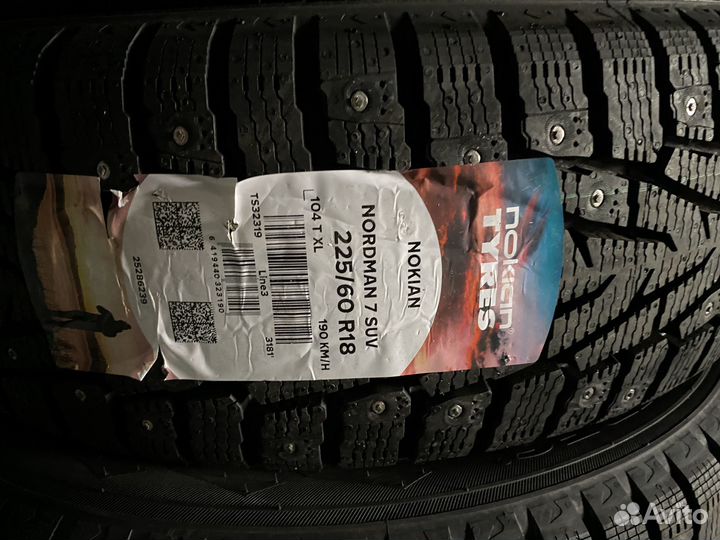 nokian
TYRES
NOKIAN
NORDMAN 7 SUV
225/60 R18
104 T XL
190 KM/H
TS32319
Line3
3181
6 419440 323190
25286239
Avito